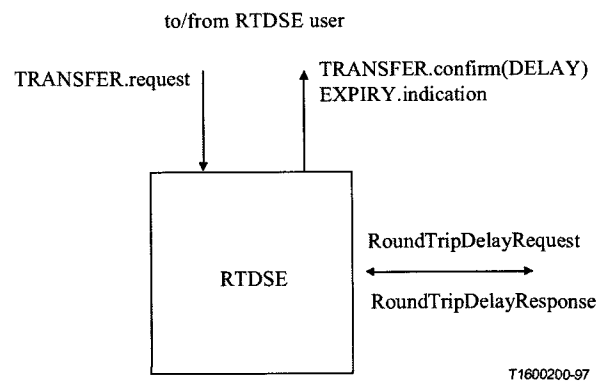 to/from RTDSE user
TRANSFER.request
TRANSFER.confirm(DELAY)
EXPIRY.indication
RTDSE
RoundTripDelayRequest
RoundTripDelayResponse
T1600200-97